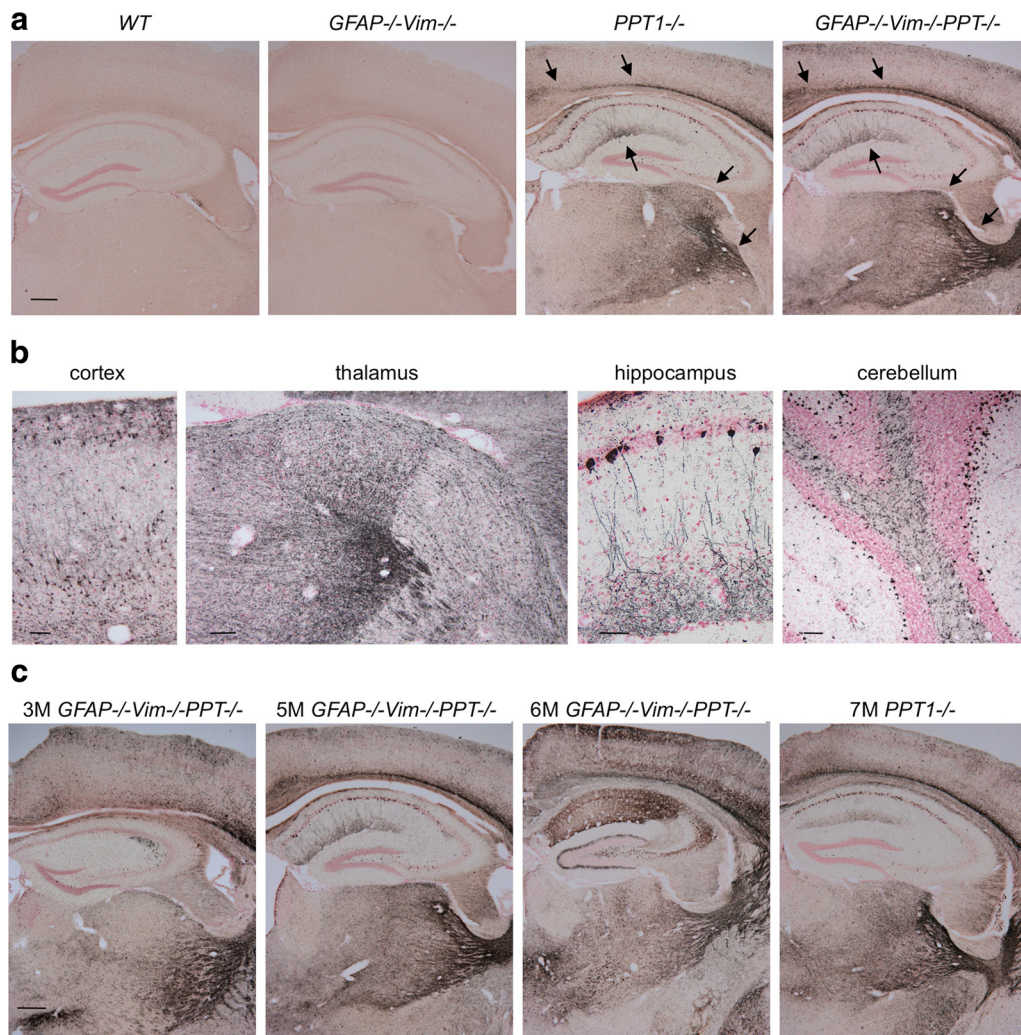 a
WT
GFAP-/-Vim-/-
PPT1-/-
GFAP-/-Vim-/-PPT-/-
b
cortex
thalamus
hippocampus
cerebellum
c
3M GFAP-/-Vim-/-PPT-/-
5M GFAP-/-Vim-/-PPT-/-
6M GFAP-/-Vim-/-PPT-/-
7M PPT1-/-